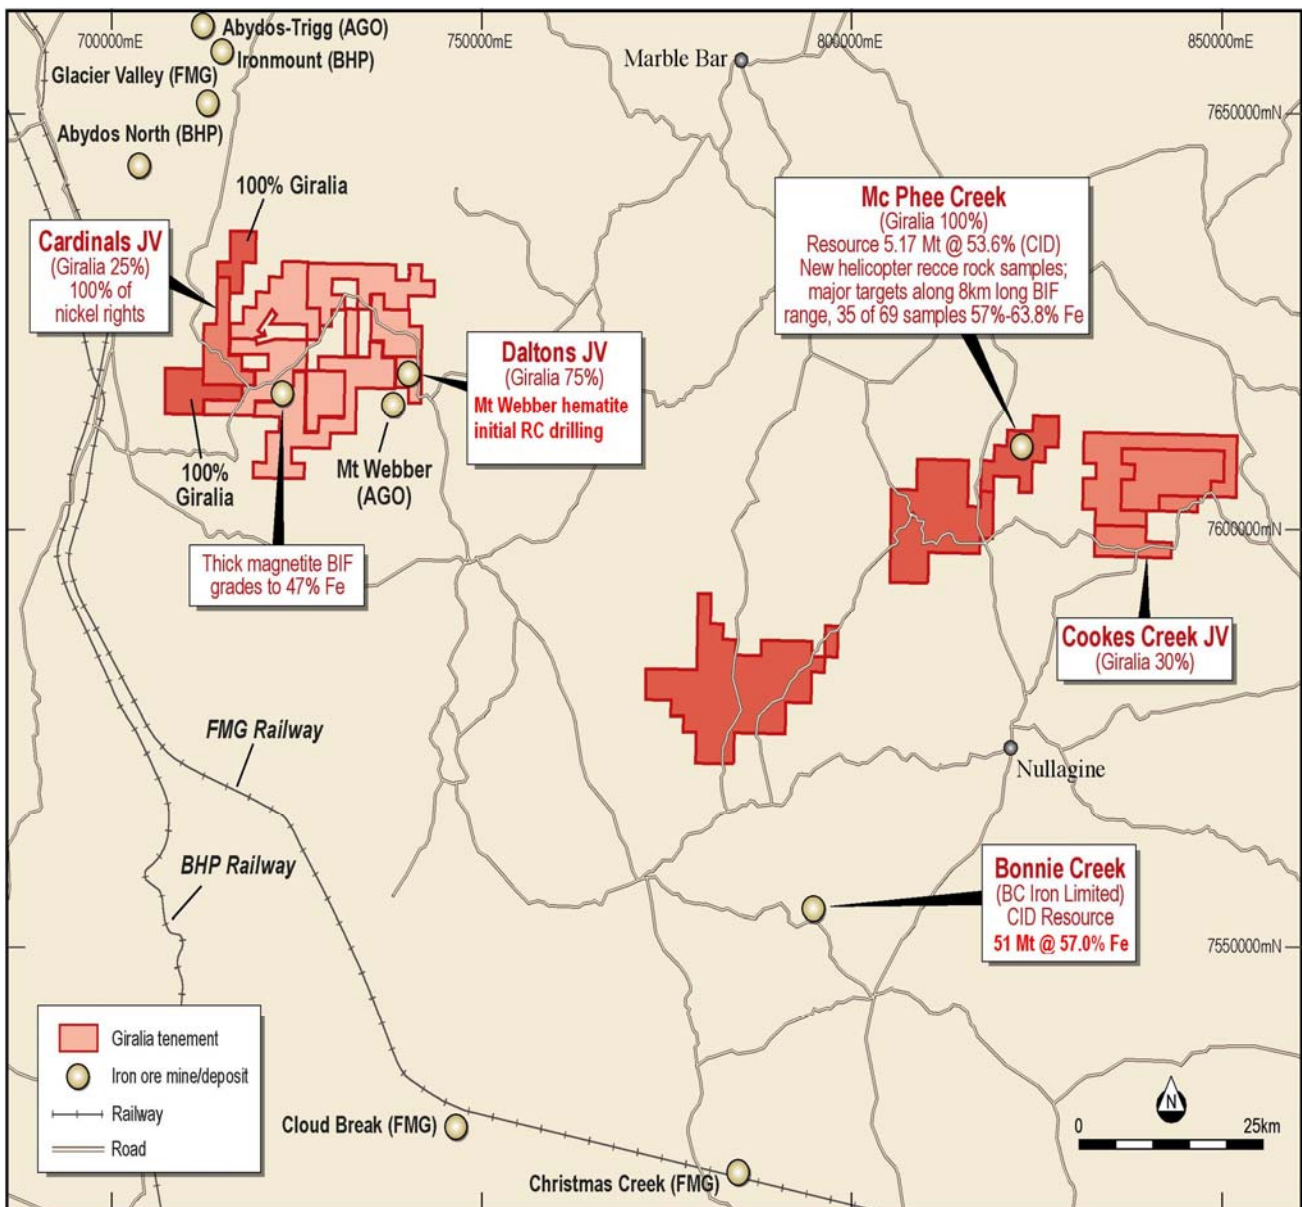 700000mE
750000mE
800000mE
850000mE
Abydos-Trigg (AGO)
Ironmount (BHP)
Glacier Valley (FMG)
Abydos North (BHP)
Marble Bar
7650000mN
100% Giralia
Cardinals JV
(Giralia 25%)
100% of
nickel rights
Mc Phee Creek
(Giralia 100%)
Resource 5.17 Mt @ 53.6% (CID)
New helicopter recce rock samples;
major targets along 8km long BIF
range, 35 of 69 samples 57%-63.8% Fe
Daltons JV
(Giralia 75%)
Mt Webber hematite
initial RC drilling
100%
Giralia
Mt Webber
(AGO)
7600000mN
Thick magnetite BIF
grades to 47% Fe
Cookes Creek JV
(Giralia 30%)
FMG Railway
Nullagine
BHP Railway
Bonnie Creek
(BC Iron Limited)
CID Resource
51 Mt @ 57.0% Fe
7550000mN
Giralia tenement
Iron ore mine/deposit
Railway
Road
Cloud Break (FMG)
Christmas Creek (FMG)
N
0
25km